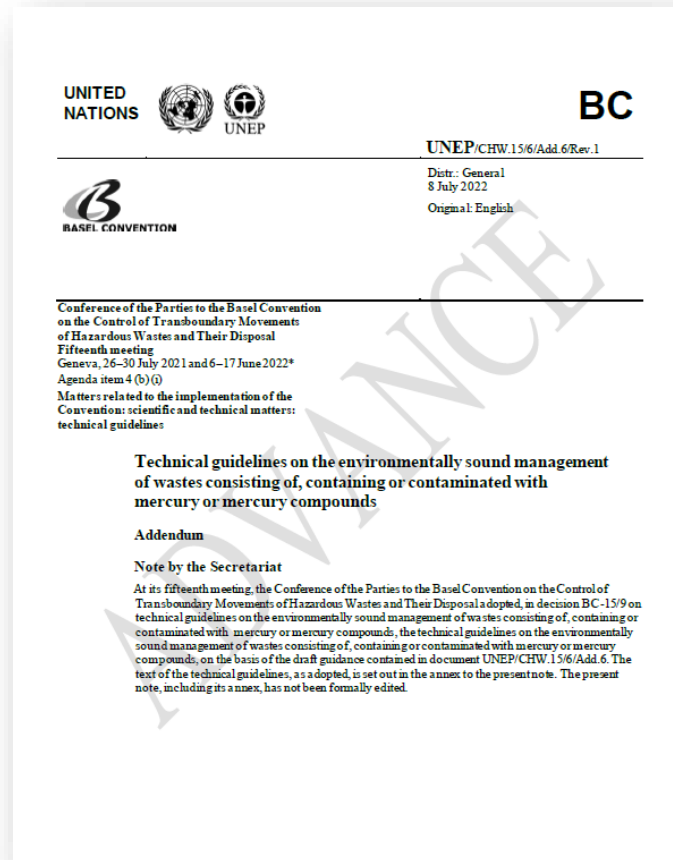 UNITED
NATIONS
UNEP
BC
UNEP/CHW.15/6/Add.6/Rev.1
Distr.: General
8 July 2022
Original: English
BASEL CONVENTION
Conference of the Parties to the Basel Convention
on the Control of Transboundary Movements
of Hazardous Wastes and Their Disposal
Fifteenth meeting
Geneva, 26–30 July 2021 and 6–17 June 2022*
Agenda item 4 (b) (i)
Matters related to the implementation of the
Convention: scientific and technical matters:
technical guidelines
Technical guidelines on the environmentally sound management
of wastes consisting of, containing or contaminated with
mercury or mercury compounds
Addendum
Note by the Secretariat
At its fifteenth meeting, the Conference of the Parties to the Basel Convention on the Control of
Transboundary Movements of Hazardous Wastes and Their Disposal adopted, in decision BC-15/9 on
technical guidelines on the environmentally sound management of wastes consisting of, containing or
contaminated with mercury or mercury compounds, the technical guidelines on the environmentally
sound management of wastes consisting of, containing or contaminated with mercury or mercury
compounds, on the basis of the draft guidance contained in document UNEP/CHW.15/6/Add.6. The
text of the technical guidelines, as adopted, is set out in the annex to the present note. The present
note, including its annex, has not been formally edited.
ADVANCE